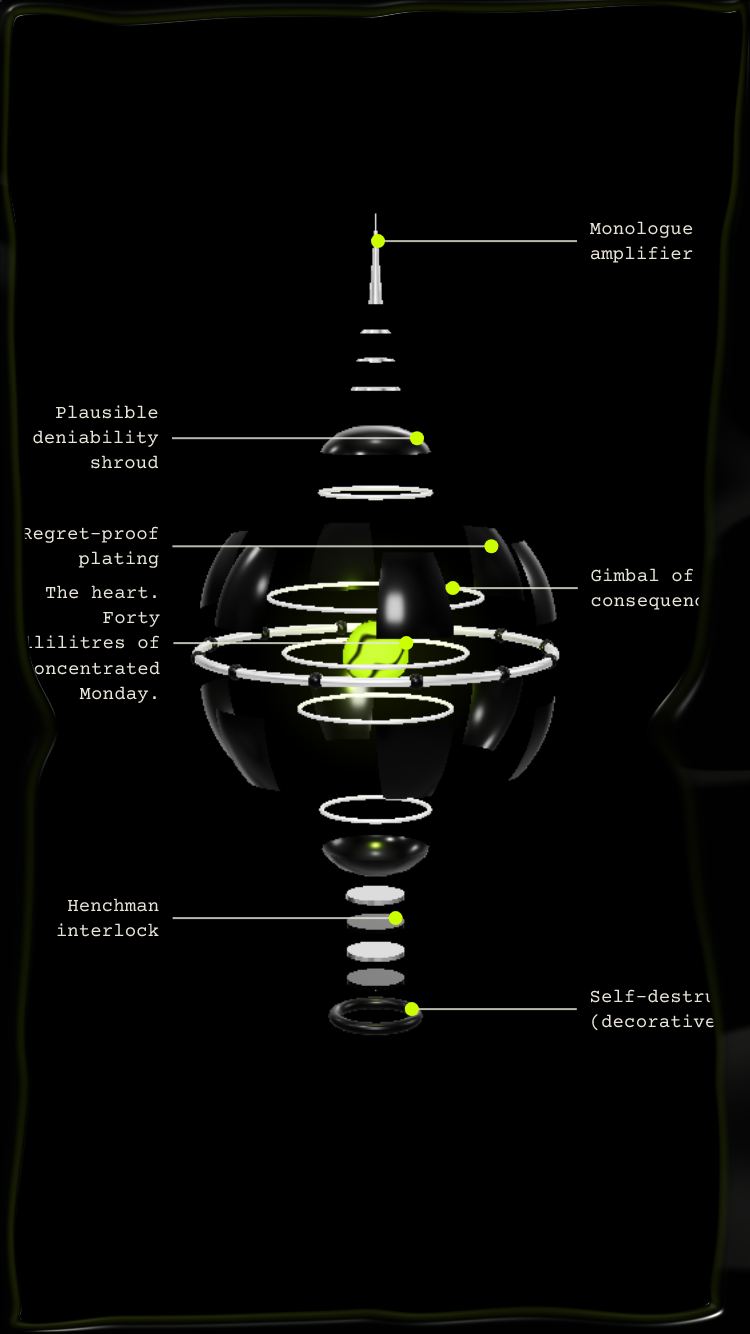 Monologue
amplifier
Plausible
deniability
shroud
Regret-proof
plating
Gimbal of
consequenc
The heart.
Forty
llilitres of
oncentrated
Monday.
Henchman
interlock
Self-destru
(decorative